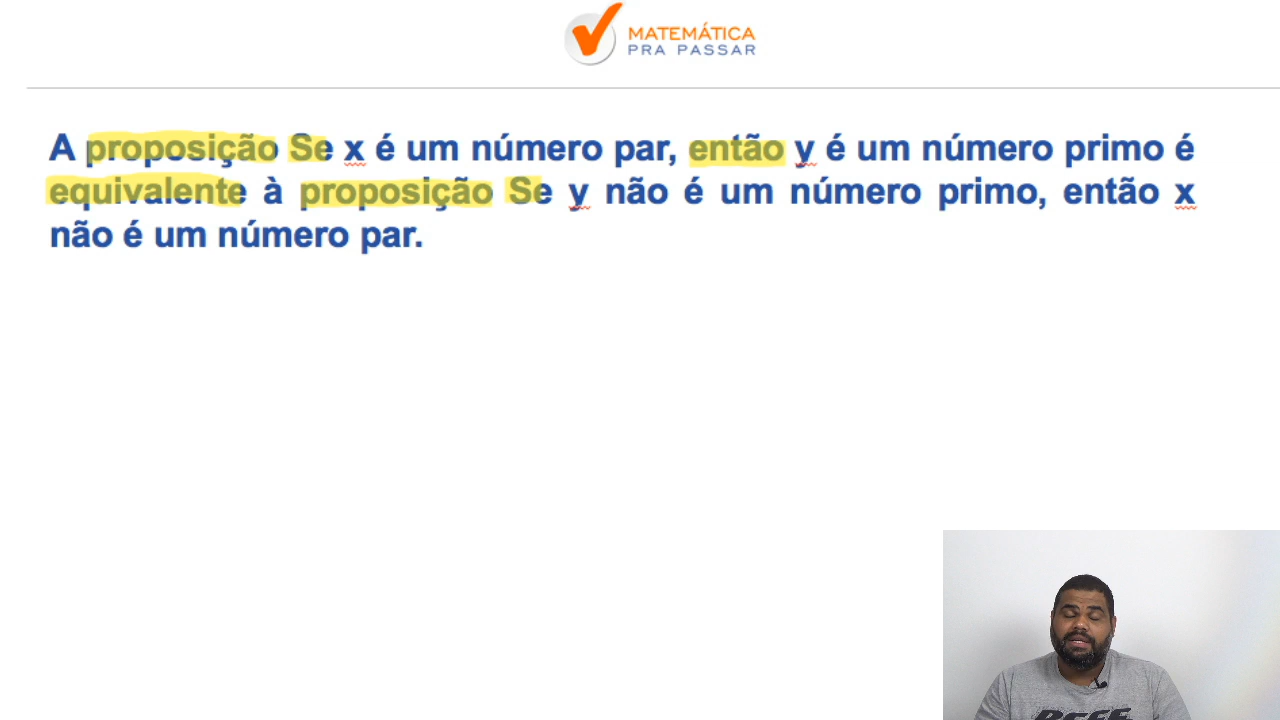 MATEMÁTICA
PRA PASSAR
A proposição Se x é um número par, então y é um número primo é
equivalente à proposição Se y não é um número primo, então x
não é um número par.